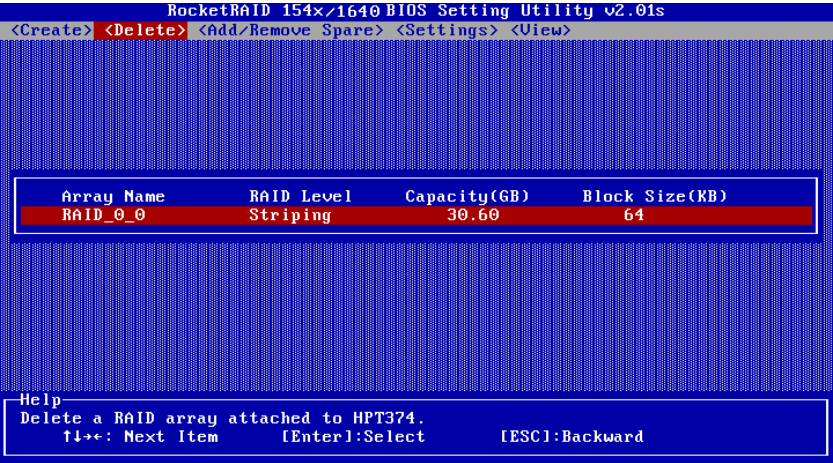 RocketRAID 154x/1640 BIOS Setting Utility v2.01s
<Create> <Delete> <Add/Remove Spare> <Settings> <View>
Array Name RAID Level Capacity(GB) Block Size(KB)
RAID_0_0 Striping 30.60 64
Help
Delete a RAID array attached to HPT374.
↑↓→←: Next Item [Enter]:Select [ESC]:Backward